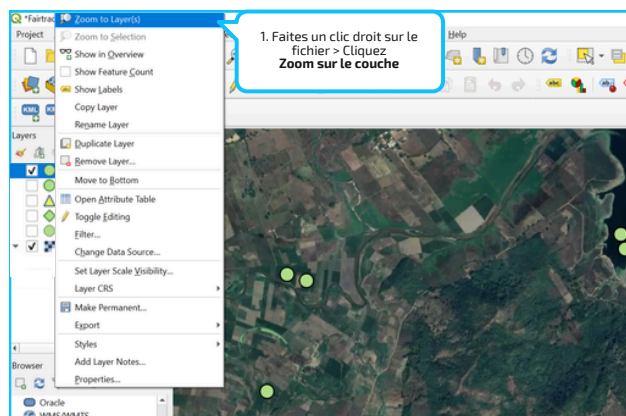 *Fairtrad
Project
Help
Zoom to Layer(s)
Zoom to Selection
Show in Overview
Show Feature Count
Show Labels
Copy Layer
Rename Layer
Duplicate Layer
Remove Layer...
Move to Bottom
Open Attribute Table
Toggle Editing
Filter...
Change Data Source...
Set Layer Scale Visibility...
Layer CRS
Make Permanent...
Export
Styles
Add Layer Notes...
Properties...
1. Faites un clic droit sur le
fichier > Cliquez
Zoom sur le couche
KML
abc
Layers
Browser
Oracle
WMS/WMTS